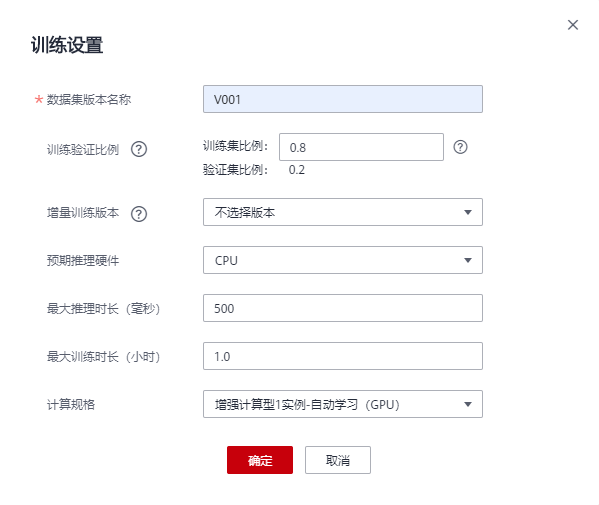 训练设置
* 数据集版本名称 V001
训练验证比例 ? 训练集比例： 0.8 ?
验证集比例： 0.2
增量训练版本 ? 不选择版本
预期推理硬件 CPU
最大推理时长（毫秒） 500
最大训练时长（小时） 1.0
计算规格 增强计算型1实例-自动学习（GPU）
确定 取消